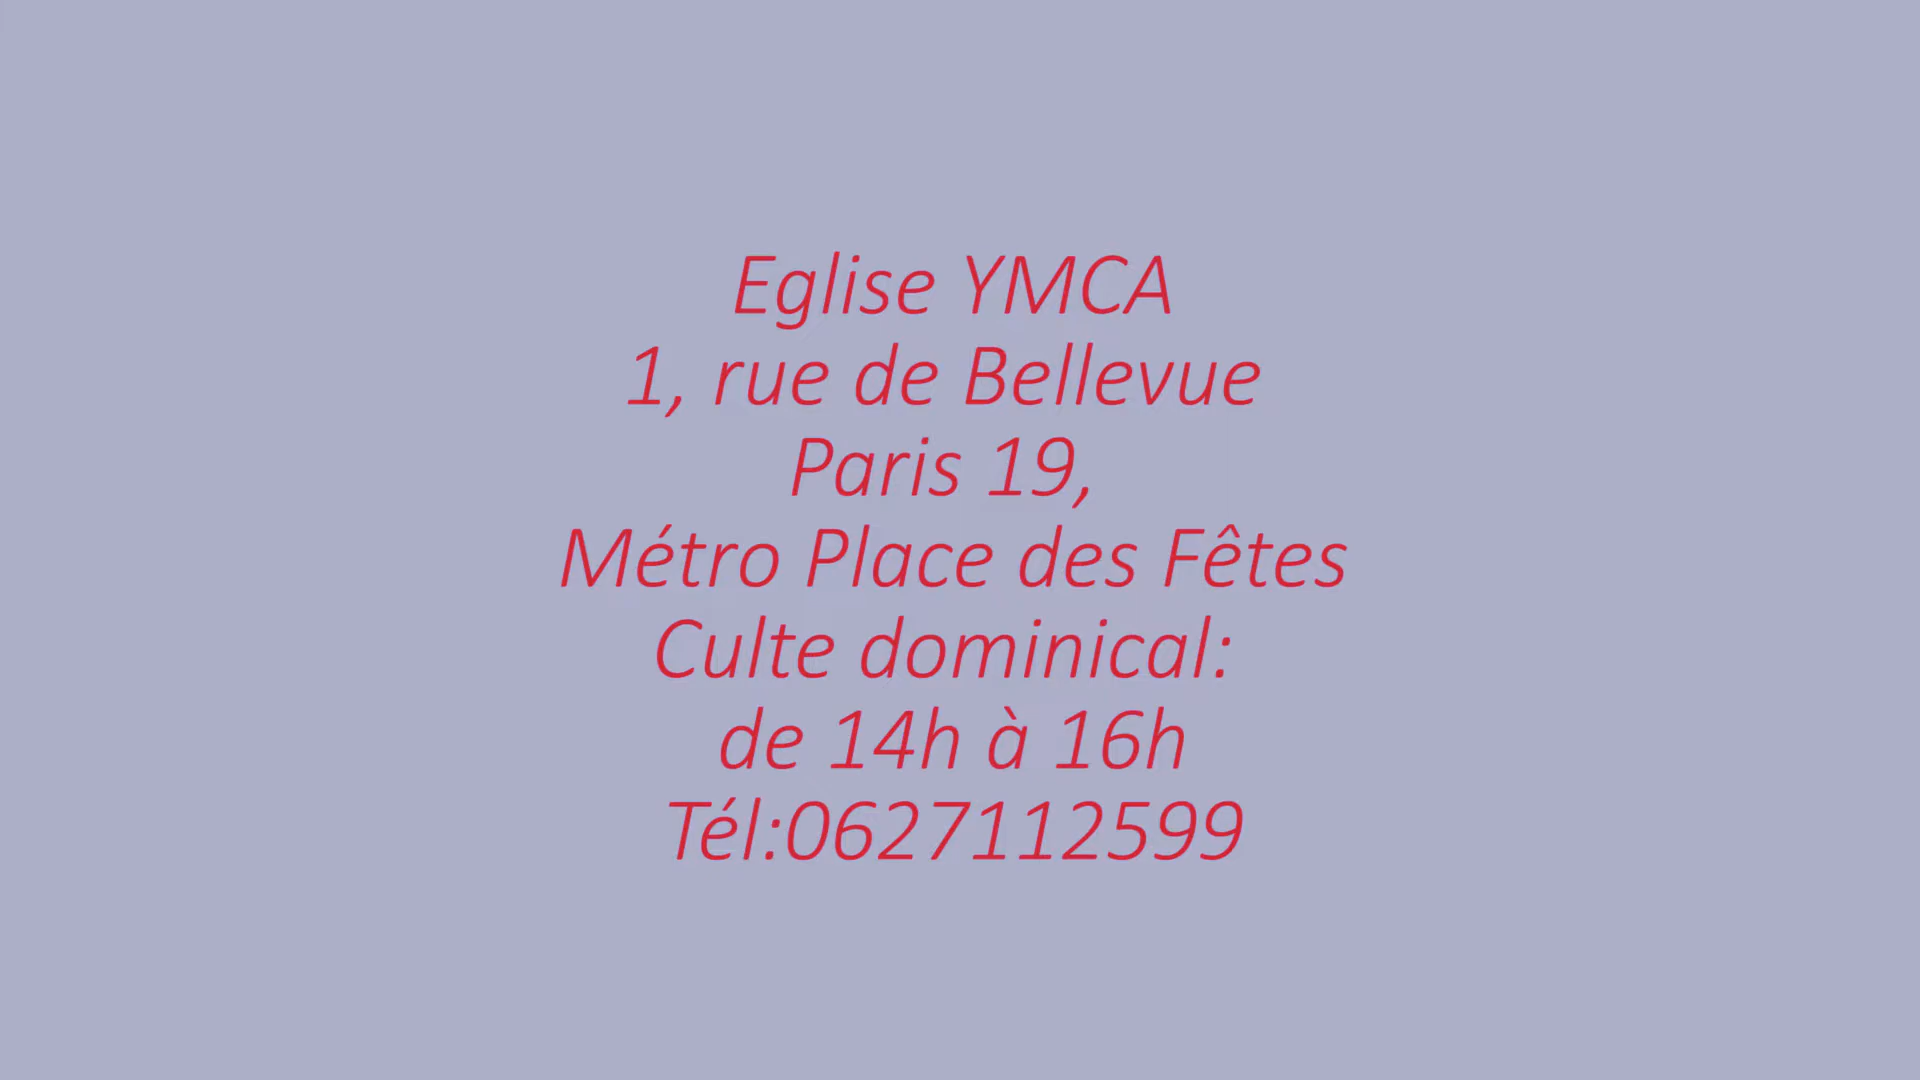 Eglise YMCA
1, rue de Bellevue
Paris 19,
Métro Place des Fêtes
Culte dominical:
de 14h à 16h
Tél:0627112599